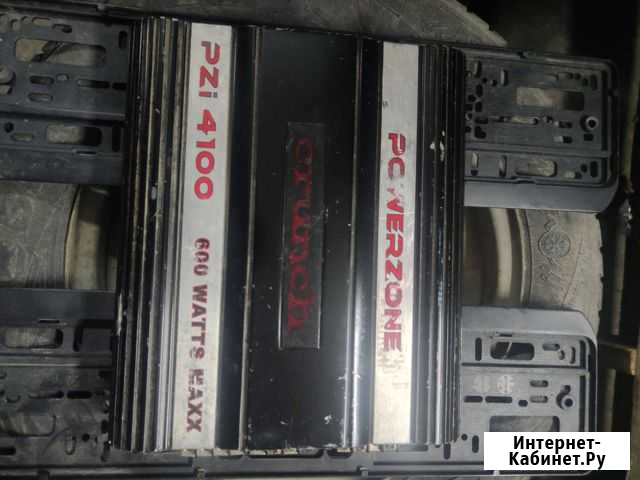 PZi 4100
600 WATTS MAXX
crunch
POWERZONE
Интернет-
Кабинет.Ру